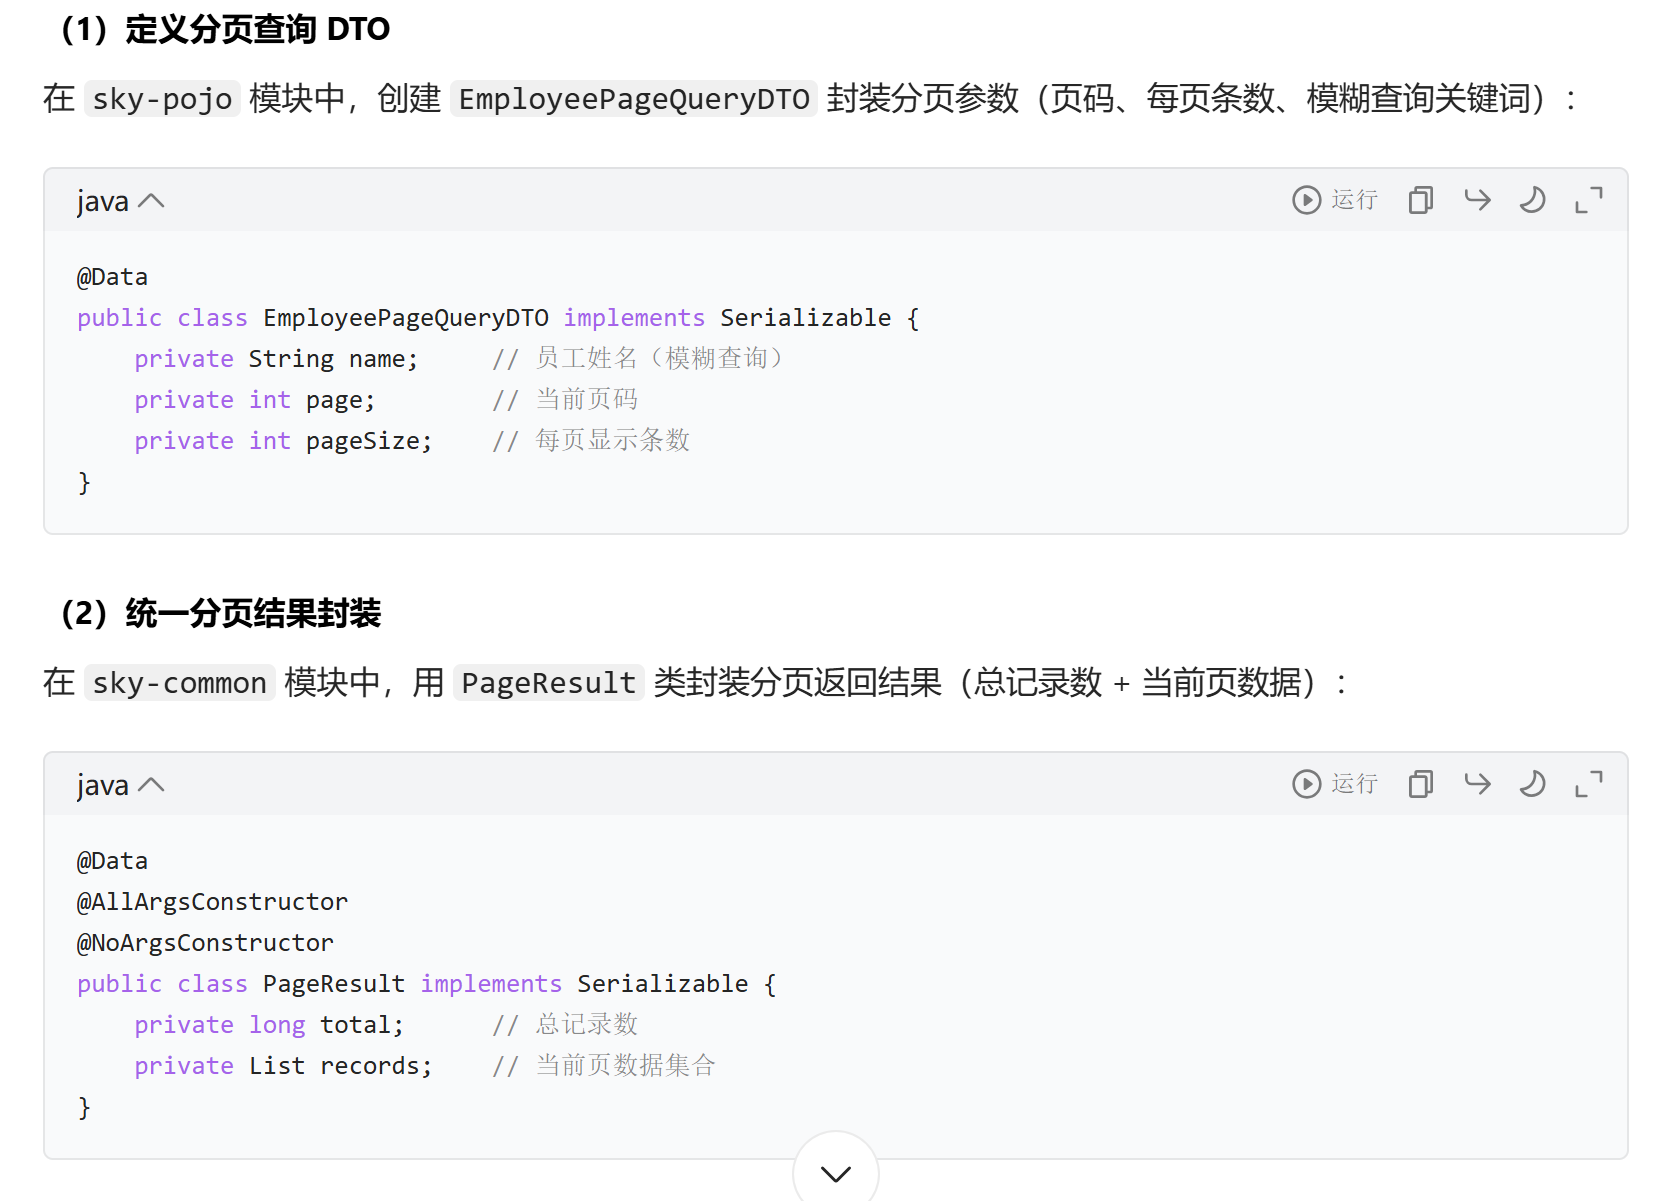 （1）定义分页查询 DTO
在 sky-pojo 模块中，创建 EmployeePageQueryDTO 封装分页参数（页码、每页条数、模糊查询关键词）：
java 运行
@Data
public class EmployeePageQueryDTO implements Serializable {
    private String name;     // 员工姓名（模糊查询）
    private int page;        // 当前页码
    private int pageSize;    // 每页显示条数
}
（2）统一分页结果封装
在 sky-common 模块中，用 PageResult 类封装分页返回结果（总记录数 + 当前页数据）：
java 运行
@Data
@AllArgsConstructor
@NoArgsConstructor
public class PageResult implements Serializable {
    private long total;      // 总记录数
    private List records;    // 当前页数据集合
}